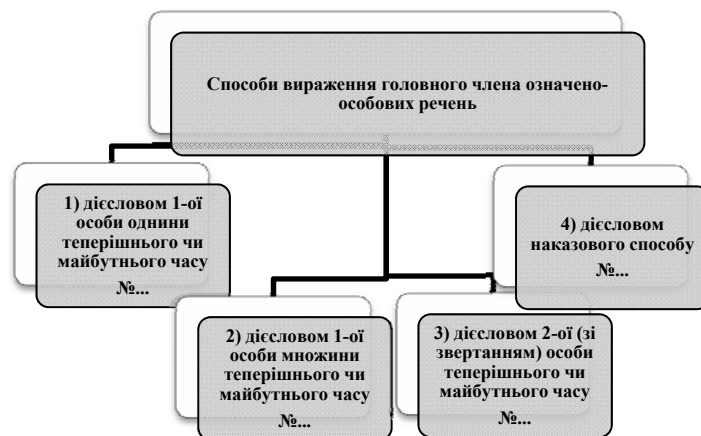 Способи вираження головного члена означено-
особових речень
1) дієсловом 1-ої
особи однини
теперішнього чи
майбутнього часу
№...
2) дієсловом 1-ої
особи множини
теперішнього чи
майбутнього часу
№...
3) дієсловом 2-ої (зі
звертанням) особи
теперішнього чи
майбутнього часу
№...
4) дієсловом
наказового способу
№...